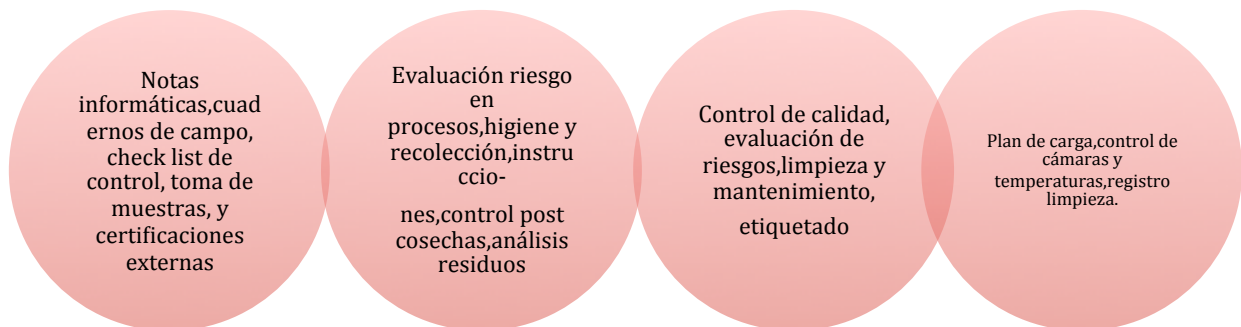 Notas
informáticas,cuad
ernos de campo,
check list de
control, toma de
muestras, y
certificaciones
externas
Evaluación riesgo
en
procesos,higiene y
recolección,instru
ccio-
nes,control post
cosechas,análisis
residuos
Control de calidad,
evaluación de
riesgos,limpieza y
mantenimiento,
etiquetado
Plan de carga,control de
cámaras y
temperaturas,registro
limpieza.